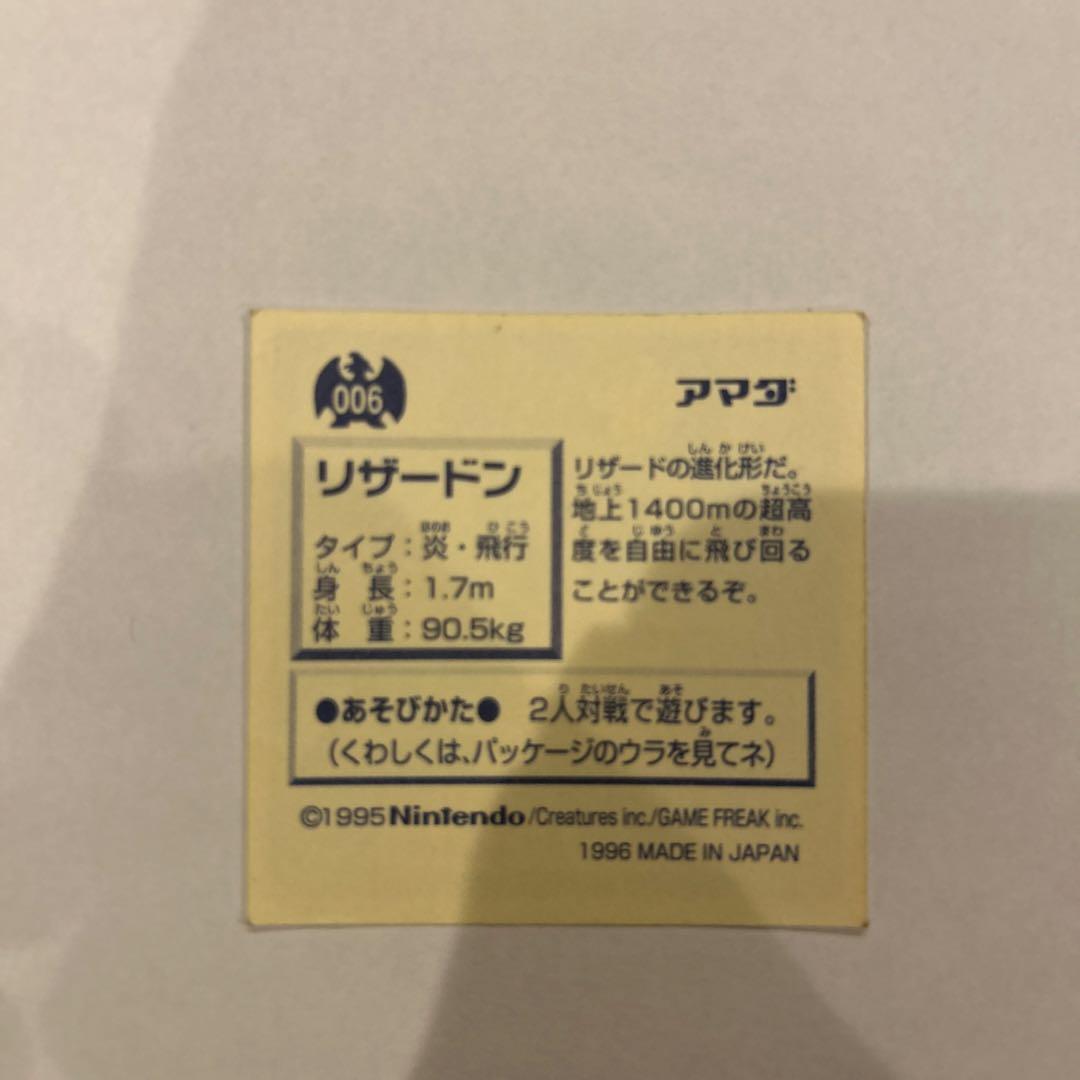 006
アマダ
リザードン
タイプ：炎・飛行
身長：1.7m
体重：90.5kg
リザードの進化形だ。
地上1400mの超高
度を自由に飛び回る
ことができるぞ。
●あそびかた● 2人対戦で遊びます。
(くわしくは、パッケージのウラを見てネ)
©1995 Nintendo/Creatures inc./GAME FREAK inc.
1996 MADE IN JAPAN